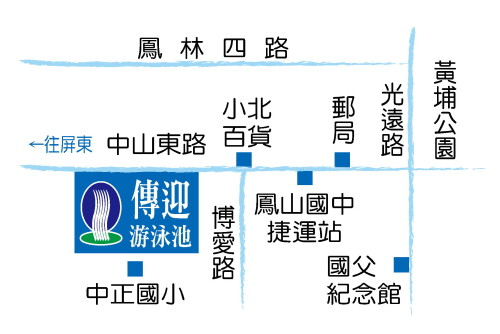 鳳林四路
黃埔公園
光遠路
郵局
小北
百貨
中山東路
←往屏東
傳迎
游泳池
博愛路
鳳山國中
捷運站
國父
紀念館
中正國小